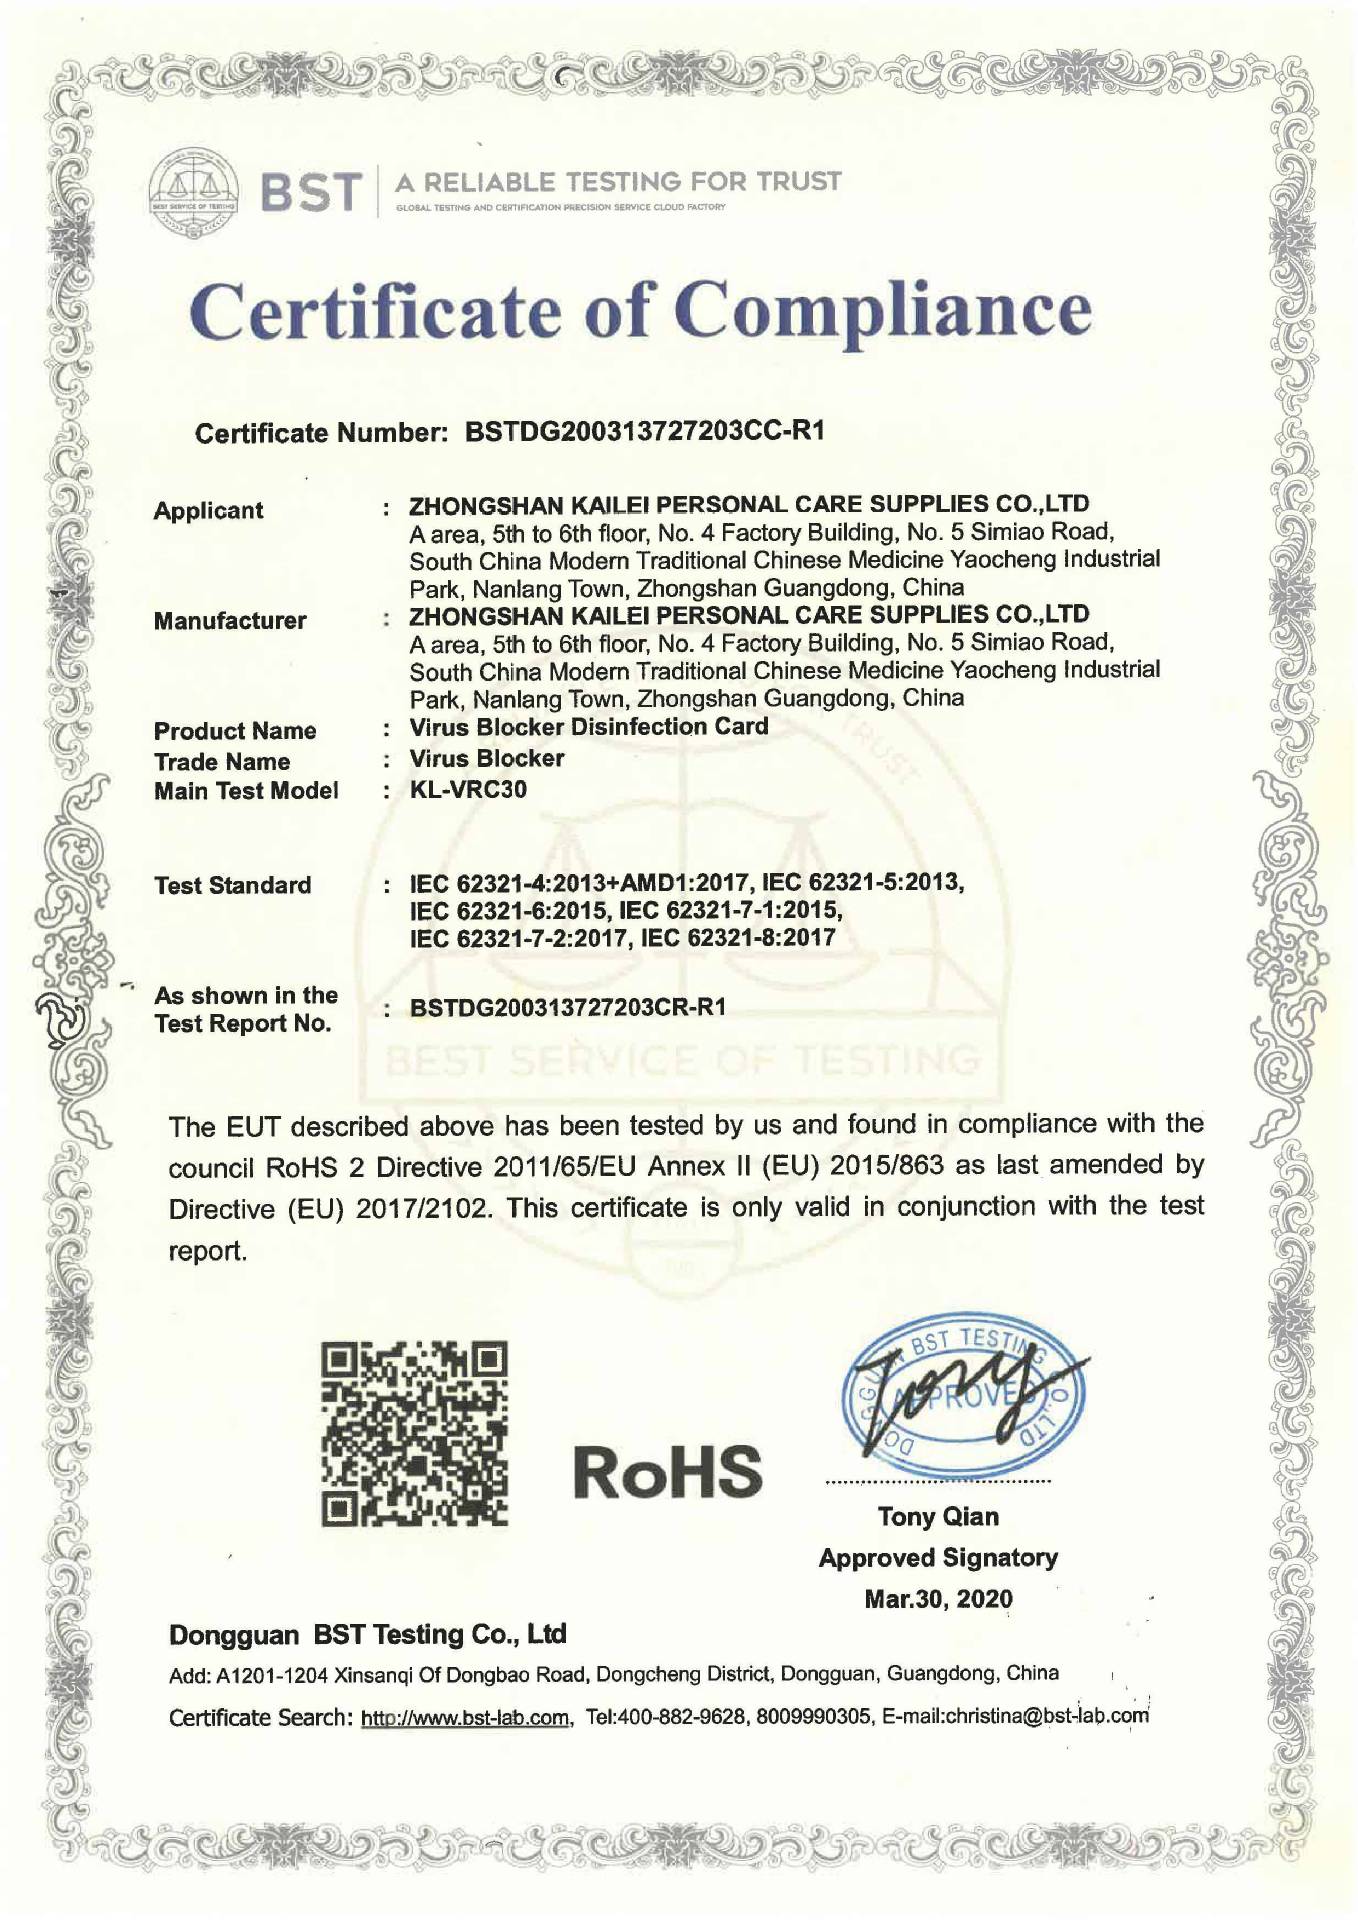 BEST SERVICE OF TESTING
BST
A RELIABLE TESTING FOR TRUST
GLOBAL TESTING AND CERTIFICATION PRECISION SERVICE CLOUD FACTORY
Certificate of Compliance
Certificate Number: BSTDG200313727203CC-R1
Applicant : ZHONGSHAN KAILEI PERSONAL CARE SUPPLIES CO.,LTD
A area, 5th to 6th floor, No. 4 Factory Building, No. 5 Simiao Road,
South China Modern Traditional Chinese Medicine Yaocheng Industrial
Park, Nanlang Town, Zhongshan Guangdong, China
Manufacturer : ZHONGSHAN KAILEI PERSONAL CARE SUPPLIES CO.,LTD
A area, 5th to 6th floor, No. 4 Factory Building, No. 5 Simiao Road,
South China Modern Traditional Chinese Medicine Yaocheng Industrial
Park, Nanlang Town, Zhongshan Guangdong, China
Product Name : Virus Blocker Disinfection Card
Trade Name : Virus Blocker
Main Test Model : KL-VRC30
Test Standard : IEC 62321-4:2013+AMD1:2017, IEC 62321-5:2013,
IEC 62321-6:2015, IEC 62321-7-1:2015,
IEC 62321-7-2:2017, IEC 62321-8:2017
As shown in the
Test Report No. : BSTDG200313727203CR-R1
BEST SERVICE OF TESTING
The EUT described above has been tested by us and found in compliance with the
council RoHS 2 Directive 2011/65/EU Annex II (EU) 2015/863 as last amended by
Directive (EU) 2017/2102. This certificate is only valid in conjunction with the test
report.
DONGGUAN BST TESTING CO.,LTD
APPROVED
Tony
RoHS
Tony Qian
Approved Signatory
Mar.30, 2020
Dongguan BST Testing Co., Ltd
Add: A1201-1204 Xinsanqi Of Dongbao Road, Dongcheng District, Dongguan, Guangdong, China
Certificate Search: http://www.bst-lab.com, Tel:400-882-9628, 8009990305, E-mail:christina@bst-lab.com